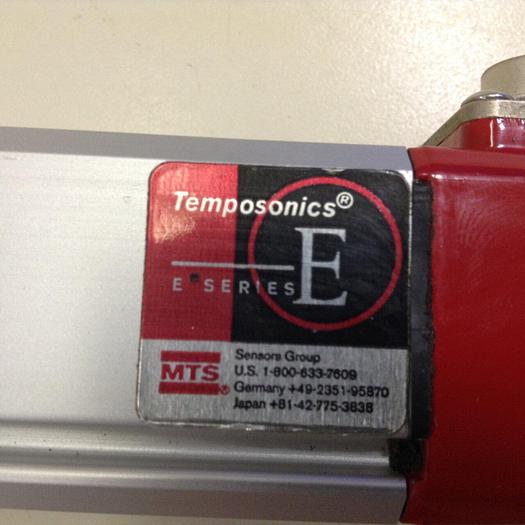 Temposonics®
E
E SERIES
MTS®
Sensors Group
U.S. 1-800-633-7609
Germany +49-2351-95870
Japan +81-42-775-3838